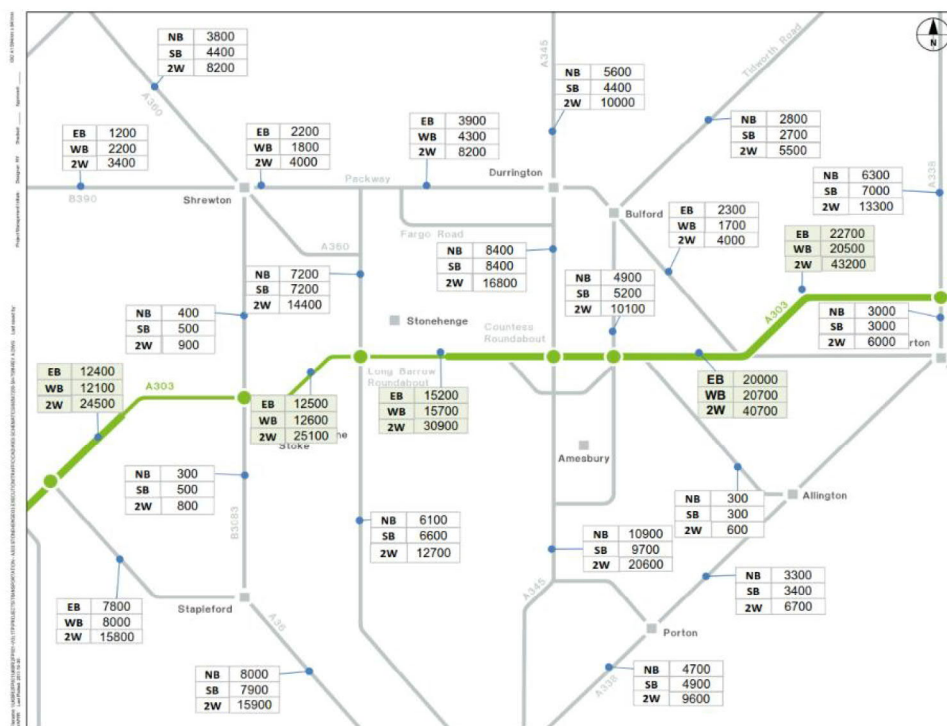 A345
Tidworth Road
NB 3800
SB 4400
2W 8200
NB 5600
SB 4400
2W 10000
A360
EB 1200
WB 2200
2W 3400
EB 2200
WB 1800
2W 4000
EB 3900
WB 4300
2W 8200
NB 2800
SB 2700
2W 5500
A338
NB 6300
SB 7000
2W 13300
B390
Shrewton
Packway
Durrington
Bulford
Fargo Road
A360
EB 2300
WB 1700
2W 4000
EB 22700
WB 20500
2W 43200
NB 7200
SB 7200
2W 14400
NB 8400
SB 8400
2W 16800
NB 4900
SB 5200
2W 10100
NB 400
SB 500
2W 900
Stonehenge
Countess
Roundabout
A303
NB 3000
SB 3000
2W 6000
rton
EB 12400
WB 12100
2W 24500
A303
Long Barrow
Roundabout
EB 12500
WB 12600
2W 25100
ne
Stoke
EB 15200
WB 15700
2W 30900
EB 20000
WB 20700
2W 40700
Amesbury
NB 300
SB 500
2W 800
B3083
NB 300
SB 300
2W 600
Allington
NB 6100
SB 6600
2W 12700
NB 10900
SB 9700
2W 20600
NB 3300
SB 3400
2W 6700
EB 7800
WB 8000
2W 15800
Stapleford
A36
A345
Porton
NB 8000
SB 7900
2W 15900
A338
NB 4700
SB 4900
2W 9600
N